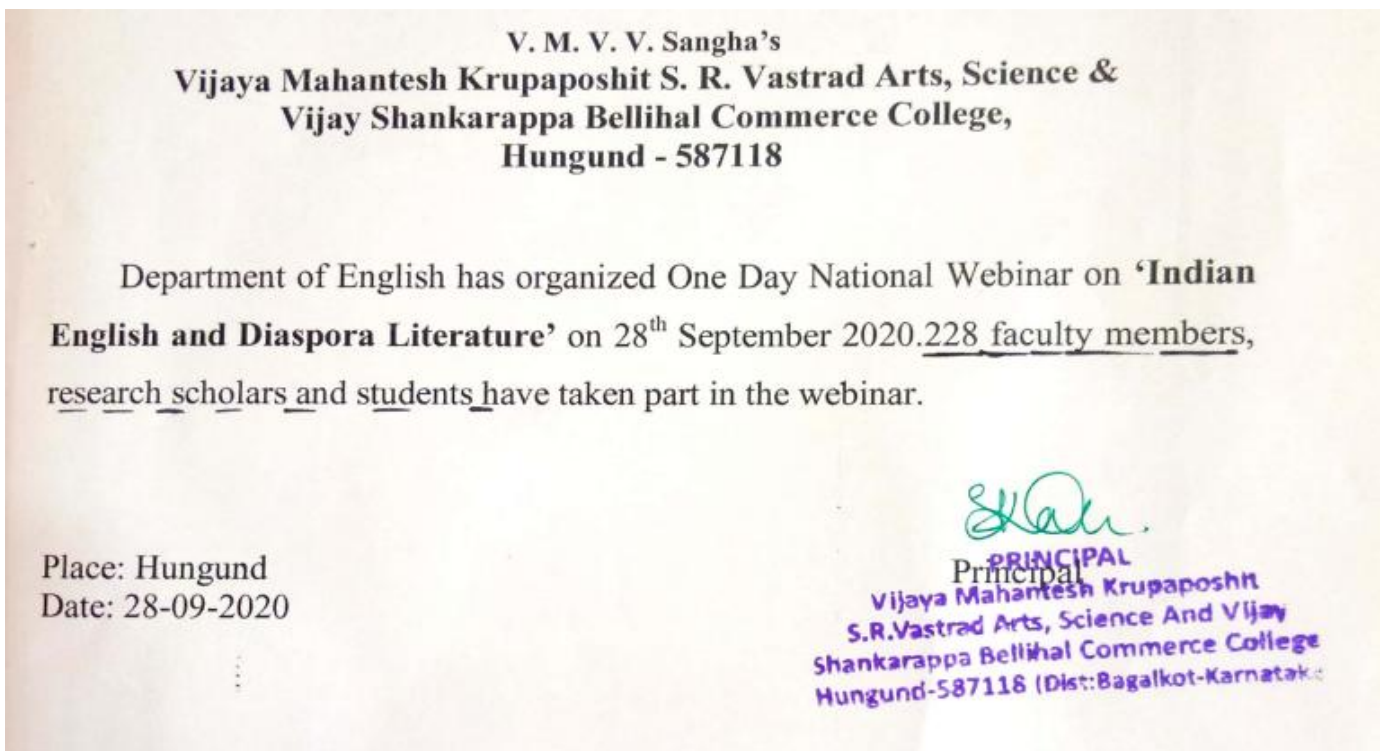 V. M. V. V. Sangha's
Vijaya Mahantesh Krupaposhit S. R. Vastrad Arts, Science &
Vijay Shankarappa Bellihal Commerce College,
Hungund - 587118
Department of English has organized One Day National Webinar on ‘Indian
English and Diaspora Literature’ on 28th September 2020.228 faculty members,
research scholars and students have taken part in the webinar.
Place: Hungund
Date: 28-09-2020
Principal
PRINCIPAL
Vijaya Mahantesh Krupaposhit
S.R.Vastrad Arts, Science And Vijay
Shankarappa Bellihal Commerce College
Hungund-587118 (Dist:Bagalkot-Karnatak